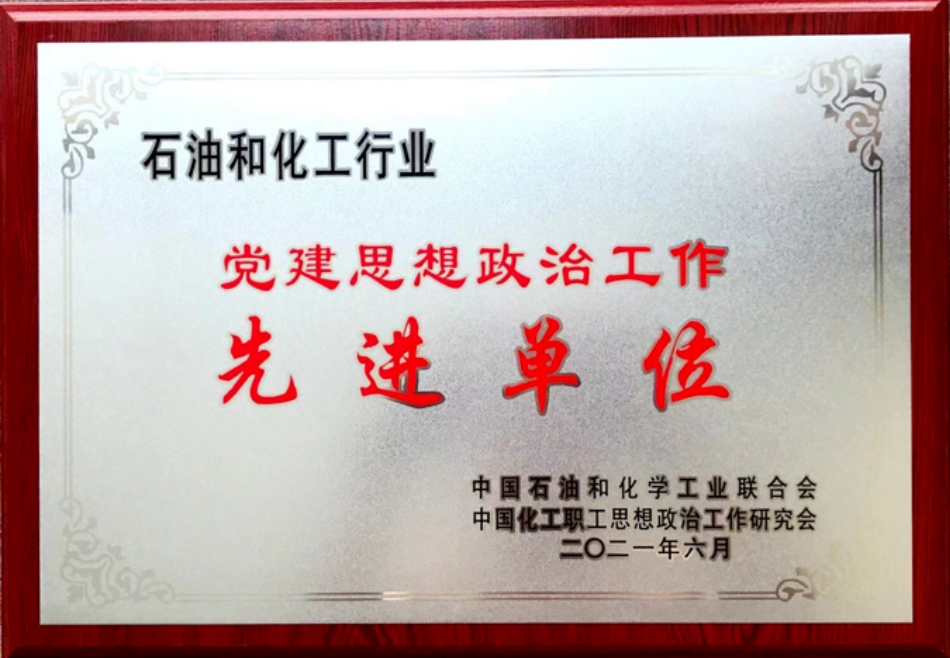 石油和化工行业
党建思想政治工作
先进单位
中国石油和化学工业联合会
中国化工职工思想政治工作研究会
二〇二一年六月